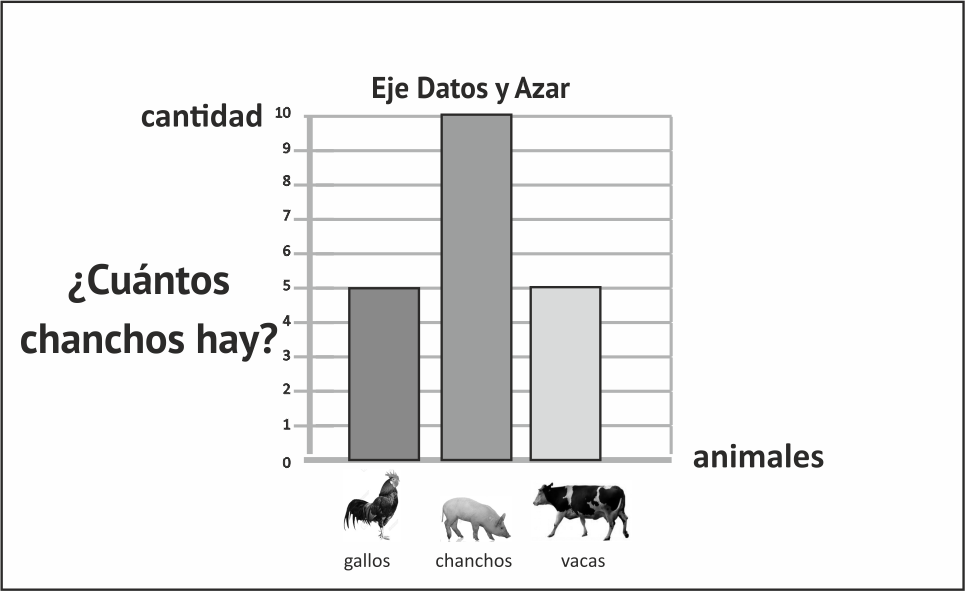 Eje Datos y Azar
cantidad
10
9
8
7
6
5
4
3
2
1
0
¿Cuántos
chanchos hay?
animales
gallos chanchos vacas